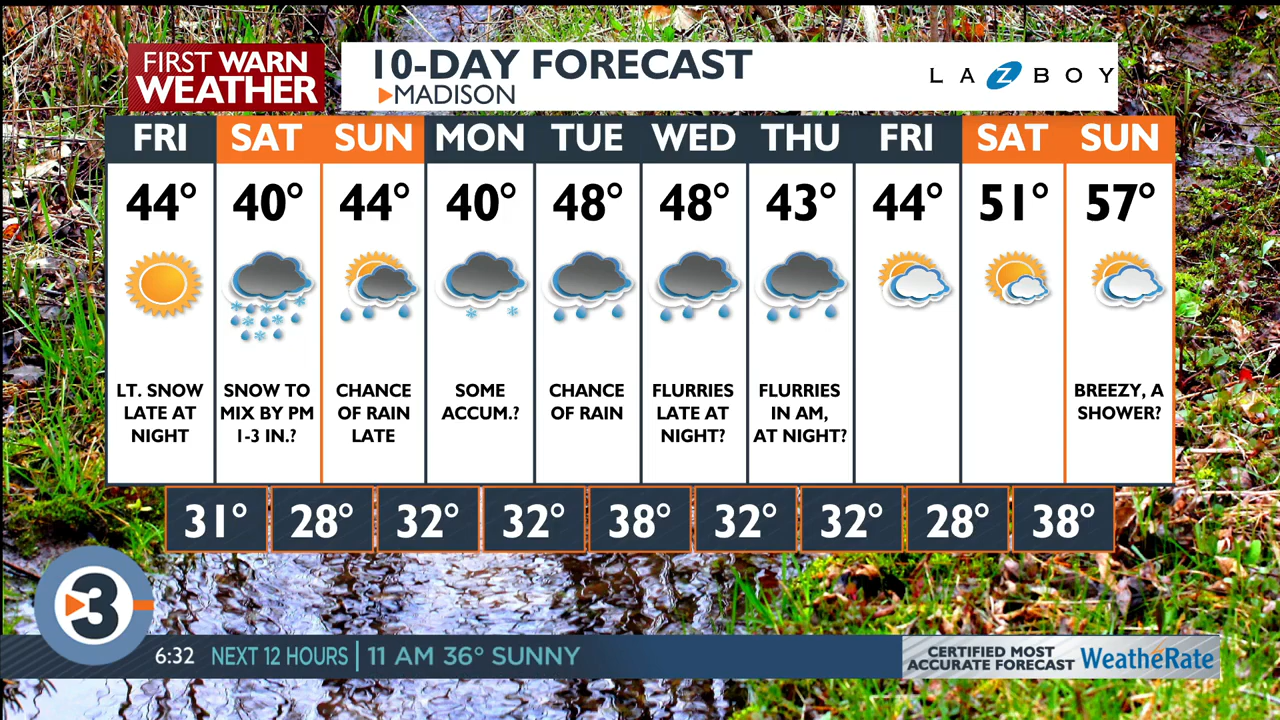 FIRST WARN
WEATHER
10-DAY FORECAST
MADISON
LA Z BOY
FRI SAT SUN MON TUE WED THU FRI SAT SUN
44° 40° 44° 40° 48° 48° 43° 44° 51° 57°
LT. SNOW
LATE AT
NIGHT
SNOW TO
MIX BY PM
1-3 IN.?
CHANCE
OF RAIN
LATE
SOME
ACCUM.?
CHANCE
OF RAIN
FLURRIES
LATE AT
NIGHT?
FLURRIES
IN AM,
AT NIGHT?
BREEZY, A
SHOWER?
31° 28° 32° 32° 38° 32° 32° 28° 38°
3
6:32 NEXT 12 HOURS | 11 AM 36° SUNNY
CERTIFIED MOST
ACCURATE FORECAST
WeatheRate